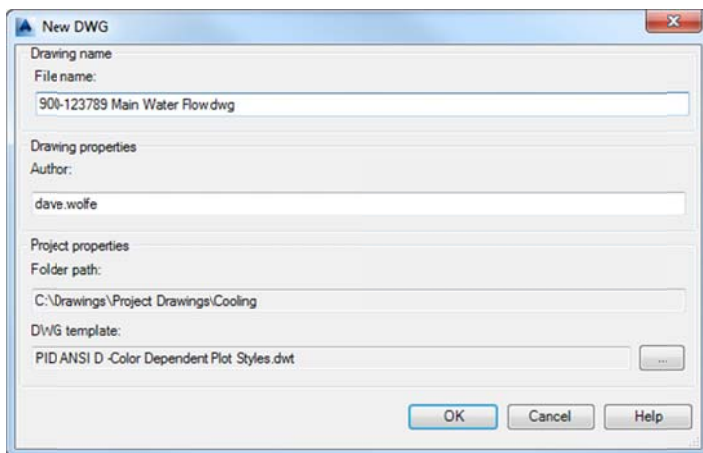 New DWG
Drawing name
File name:
900-123789 Main Water Flow.dwg
Drawing properties
Author:
dave.wolfe
Project properties
Folder path:
C:\Drawings\Project Drawings\Cooling
DWG template:
PID ANSI D -Color Dependent Plot Styles.dwt
...
OK Cancel Help